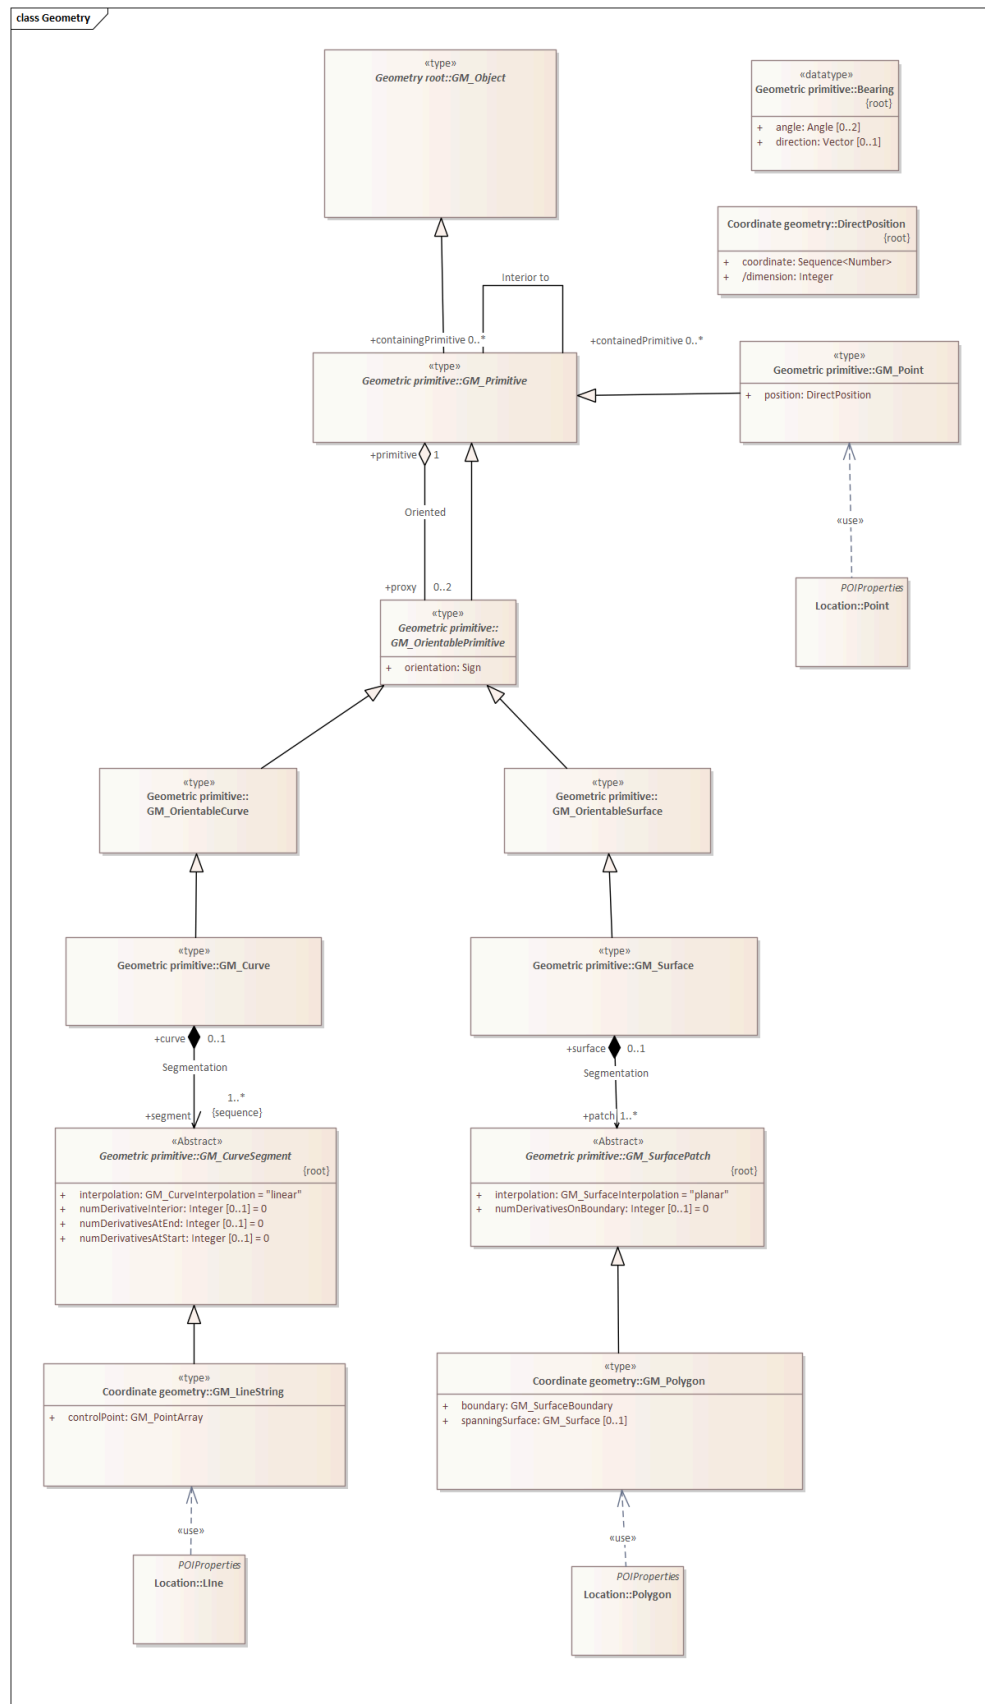 class Geometry
«type»
Geometry root::GM_Object
«datatype»
Geometric primitive::Bearing
{root}
+ angle: Angle [0..2]
+ direction: Vector [0..1]
Coordinate geometry::DirectPosition
{root}
+ coordinate: Sequence<Number>
+ /dimension: Integer
Interior to
+containingPrimitive 0..*
+containedPrimitive 0..*
«type»
Geometric primitive::GM_Primitive
«type»
Geometric primitive::GM_Point
+ position: DirectPosition
+primitive 1
Oriented
+proxy 0..2
«use»
POIProperties
Location::Point
«type»
Geometric primitive::
GM_OrientablePrimitive
+ orientation: Sign
«type»
Geometric primitive::
GM_OrientableCurve
«type»
Geometric primitive::
GM_OrientableSurface
«type»
Geometric primitive::GM_Curve
«type»
Geometric primitive::GM_Surface
+curve 0..1
Segmentation
1..*
+segment {sequence}
+surface 0..1
Segmentation
+patch 1..*
«Abstract»
Geometric primitive::GM_CurveSegment
{root}
+ interpolation: GM_CurveInterpolation = "linear"
+ numDerivativeInterior: Integer [0..1] = 0
+ numDerivativesAtEnd: Integer [0..1] = 0
+ numDerivativesAtStart: Integer [0..1] = 0
«Abstract»
Geometric primitive::GM_SurfacePatch
{root}
+ interpolation: GM_SurfaceInterpolation = "planar"
+ numDerivativesOnBoundary: Integer [0..1] = 0
«type»
Coordinate geometry::GM_LineString
+ controlPoint: GM_PointArray
«type»
Coordinate geometry::GM_Polygon
+ boundary: GM_SurfaceBoundary
+ spanningSurface: GM_Surface [0..1]
«use»
POIProperties
Location::LIne
«use»
POIProperties
Location::Polygon